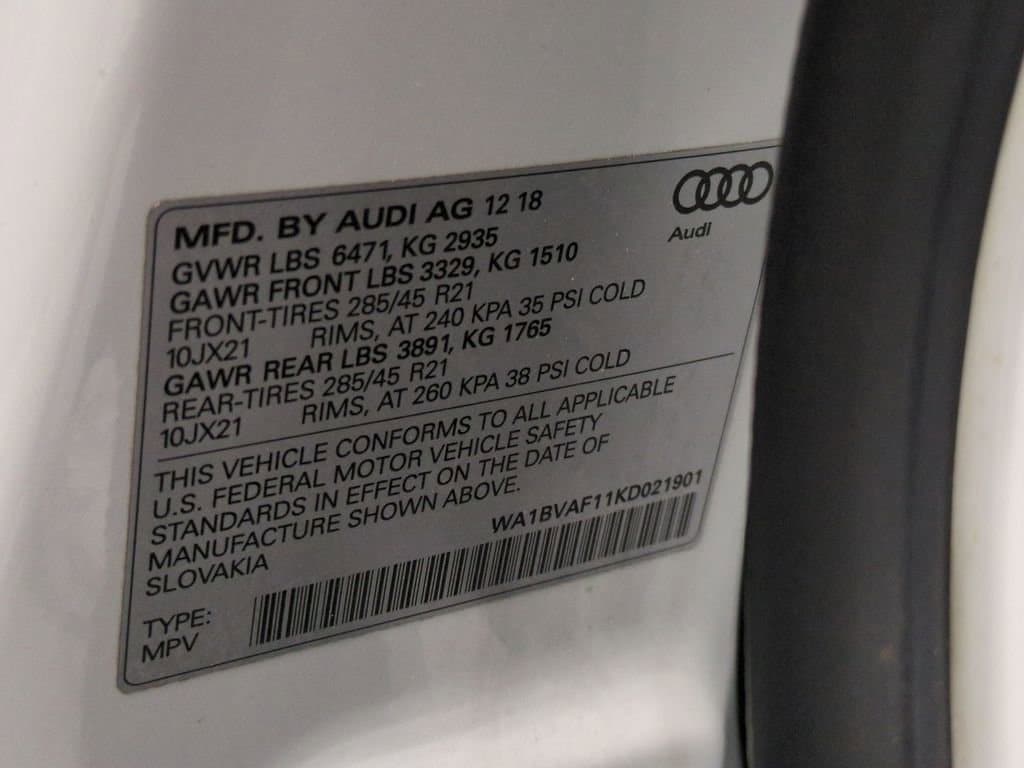 MFD. BY AUDI AG 12 18
GVWR LBS 6471, KG 2935
GAWR FRONT LBS 3329, KG 1510
FRONT-TIRES 285/45 R21
10JX21 RIMS, AT 240 KPA 35 PSI COLD
GAWR REAR LBS 3891, KG 1765
REAR-TIRES 285/45 R21
10JX21 RIMS, AT 260 KPA 38 PSI COLD
Audi
THIS VEHICLE CONFORMS TO ALL APPLICABLE
U.S. FEDERAL MOTOR VEHICLE SAFETY
STANDARDS IN EFFECT ON THE DATE OF
MANUFACTURE SHOWN ABOVE.
SLOVAKIA
WA1BVAF11KD021901
TYPE:
MPV